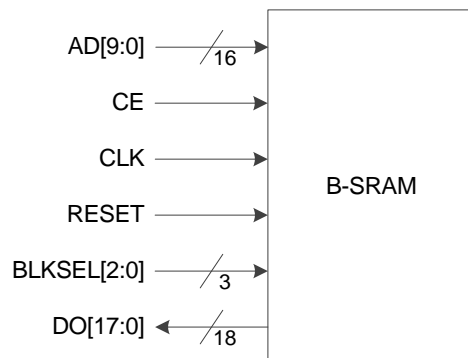 AD[9:0]
16
CE
CLK
B-SRAM
RESET
BLKSEL[2:0]
3
DO[17:0]
18